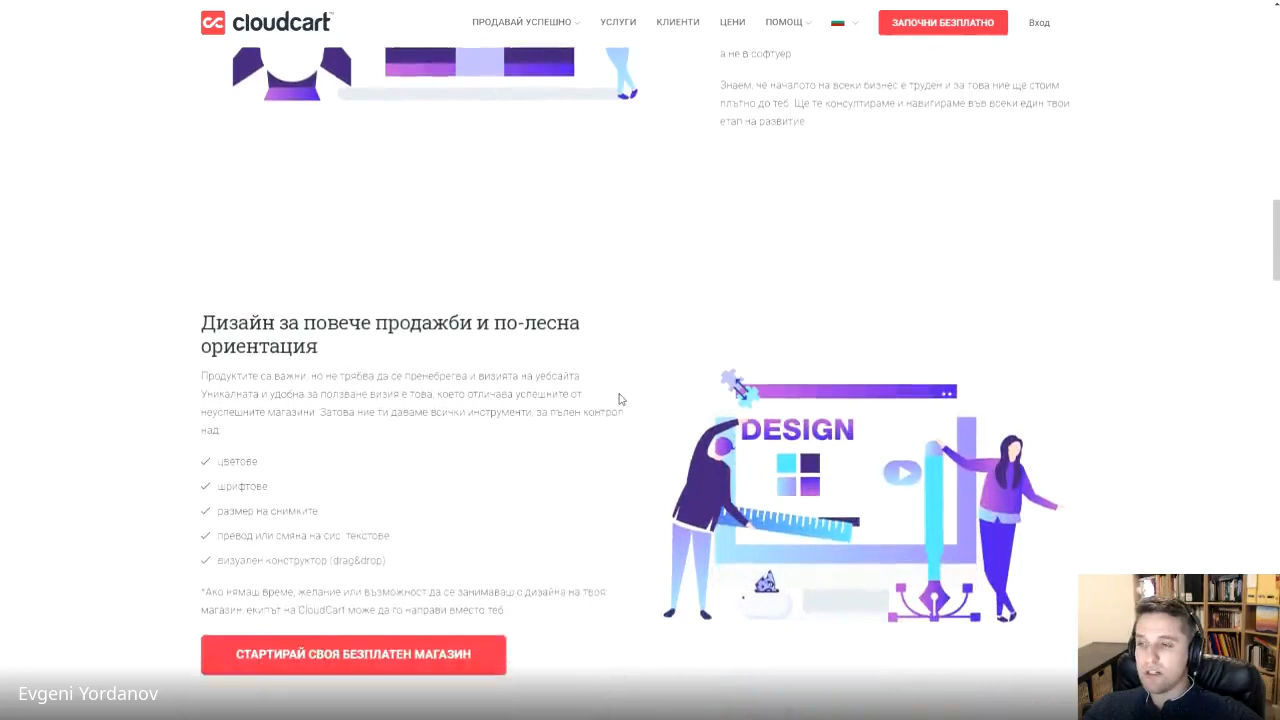 cloudcart™
ПРОДАВАЙ УСПЕШНО
УСЛУГИ
КЛИЕНТИ
ЦЕНИ
ПОМОЩ
ЗАПОЧНИ БЕЗПЛАТНО
Вход
а не в софтуер
Знаем, че началото на всеки бизнес е труден и за това ние ще стоим
плътно до теб. Ще те консултираме и навигираме във всеки един твой
етап на развитие
Дизайн за повече продажби и по-лесна
ориентация
Продуктите са важни, но не трябва да се пренебрегва и визията на уебсайта
Уникалната и удобна за ползване визия е това, което отличава успешните от
неуспешните магазини. Затова ние ти даваме всички инструменти, за пълен контрол
над
цветове
шрифтове
размер на снимките
превод или смяна на сис. текстове
визуален конструктор (drag&drop)
*Ако нямаш време, желание или възможност да се занимаваш с дизайна на твоя
магазин екипът на CloudCart може да го направи вместо теб.
СТАРТИРАЙ СВОЯ БЕЗПЛАТЕН МАГАЗИН
DESIGN
Evgeni Yordanov